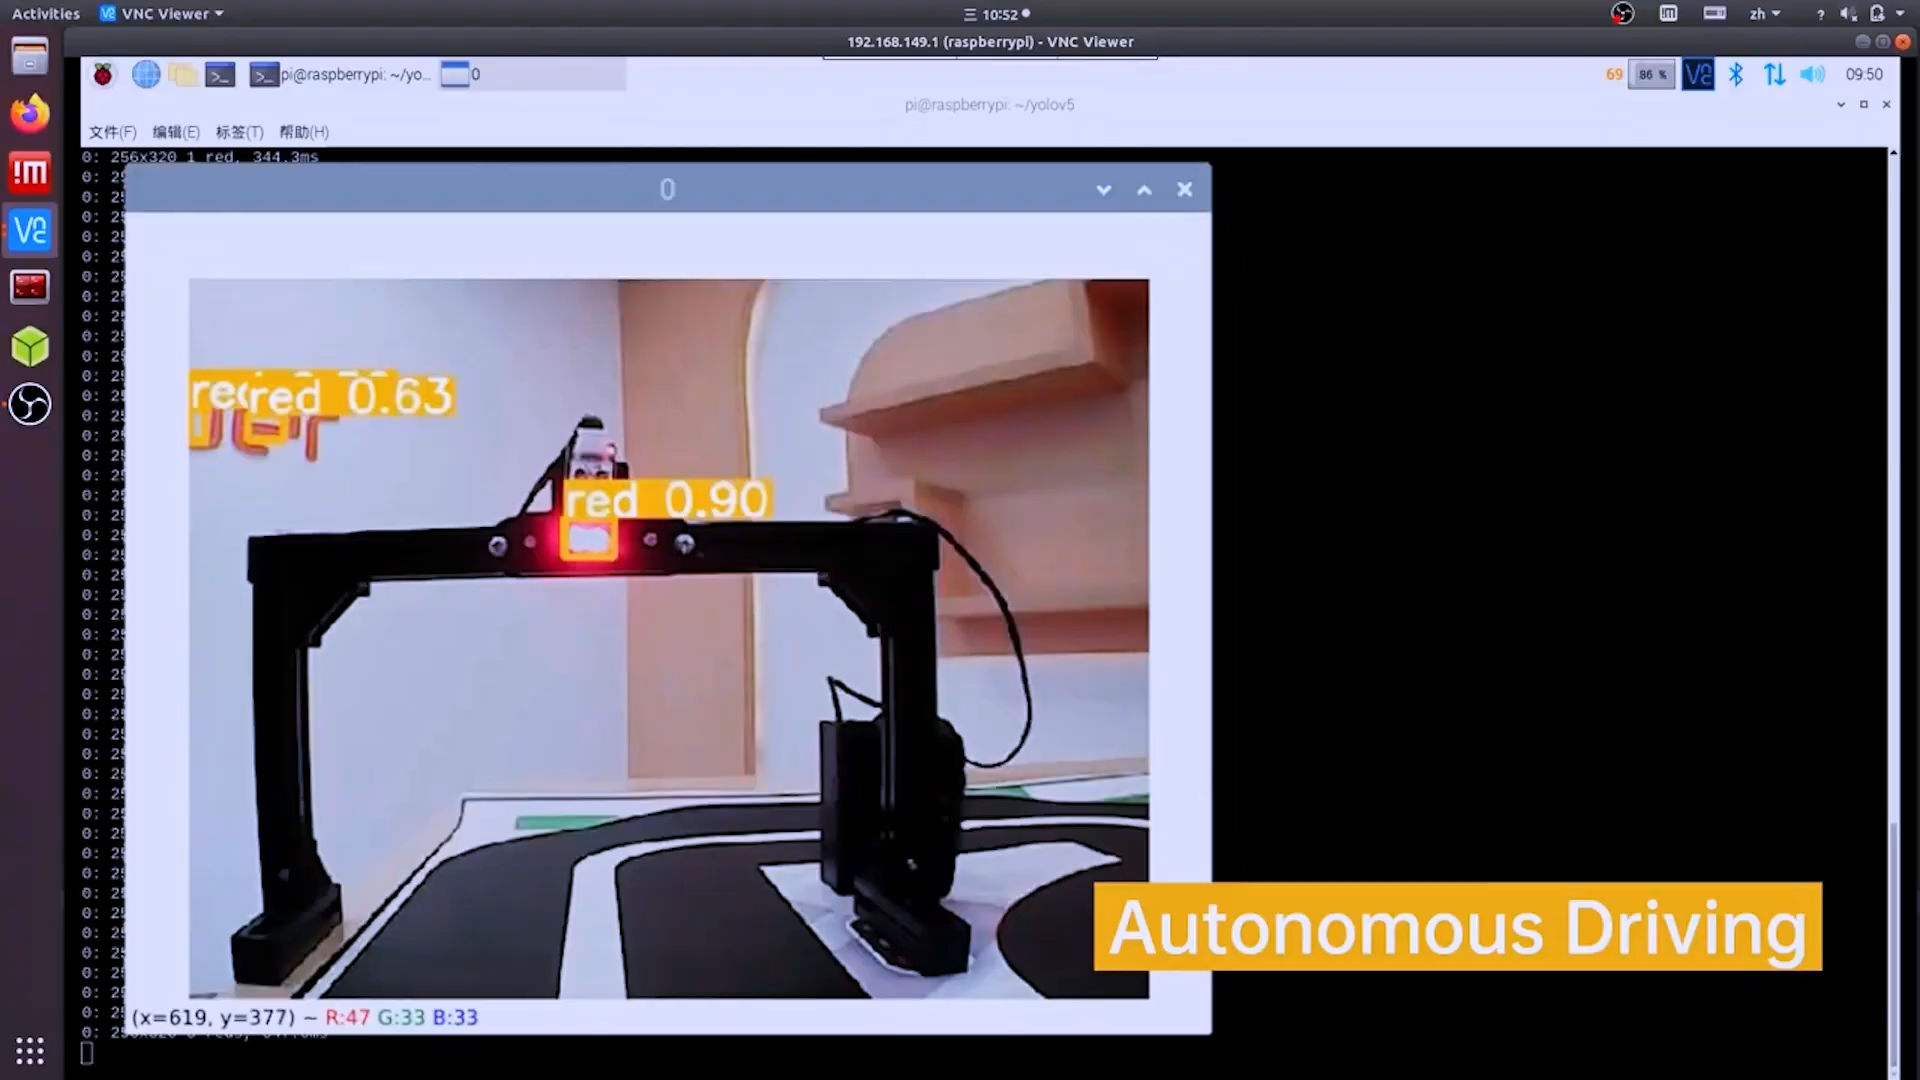 Activities VNC Viewer 三 10:52 zh ?
192.168.149.1 (raspberrypi) - VNC Viewer
pi@raspberrypi: ~/yo... 0 69 86 % 09:50
pi@raspberrypi: ~/yolov5
文件(F) 编辑(E) 标签(T) 帮助(H)
0: 256x320 1 red, 344.3ms
0
red 0.63
red 0.90
Autonomous Driving
(x=619, y=377) ~ R:47 G:33 B:33